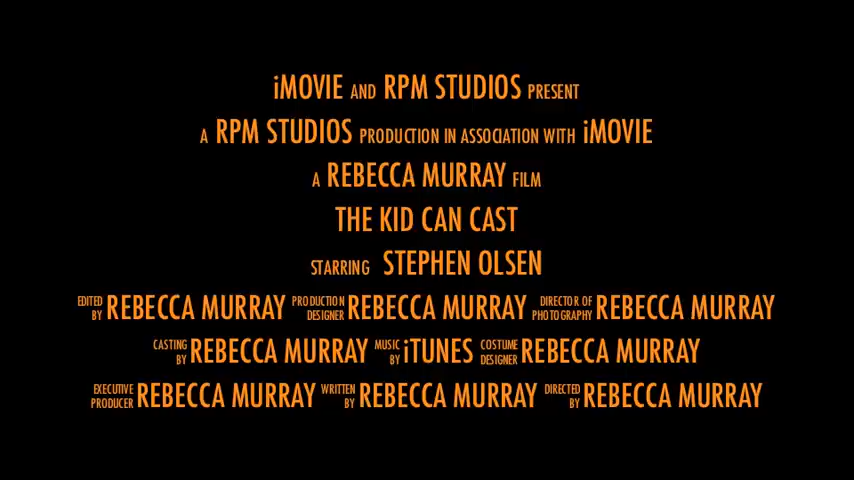 iMOVIE AND RPM STUDIOS PRESENT
A RPM STUDIOS PRODUCTION IN ASSOCIATION WITH iMOVIE
A REBECCA MURRAY FILM
THE KID CAN CAST
STARRING STEPHEN OLSEN
EDITED BY REBECCA MURRAY PRODUCTION DESIGNER REBECCA MURRAY DIRECTOR OF PHOTOGRAPHY REBECCA MURRAY
CASTING BY REBECCA MURRAY MUSIC BY iTUNES COSTUME DESIGNER REBECCA MURRAY
EXECUTIVE PRODUCER REBECCA MURRAY WRITTEN BY REBECCA MURRAY DIRECTED BY REBECCA MURRAY